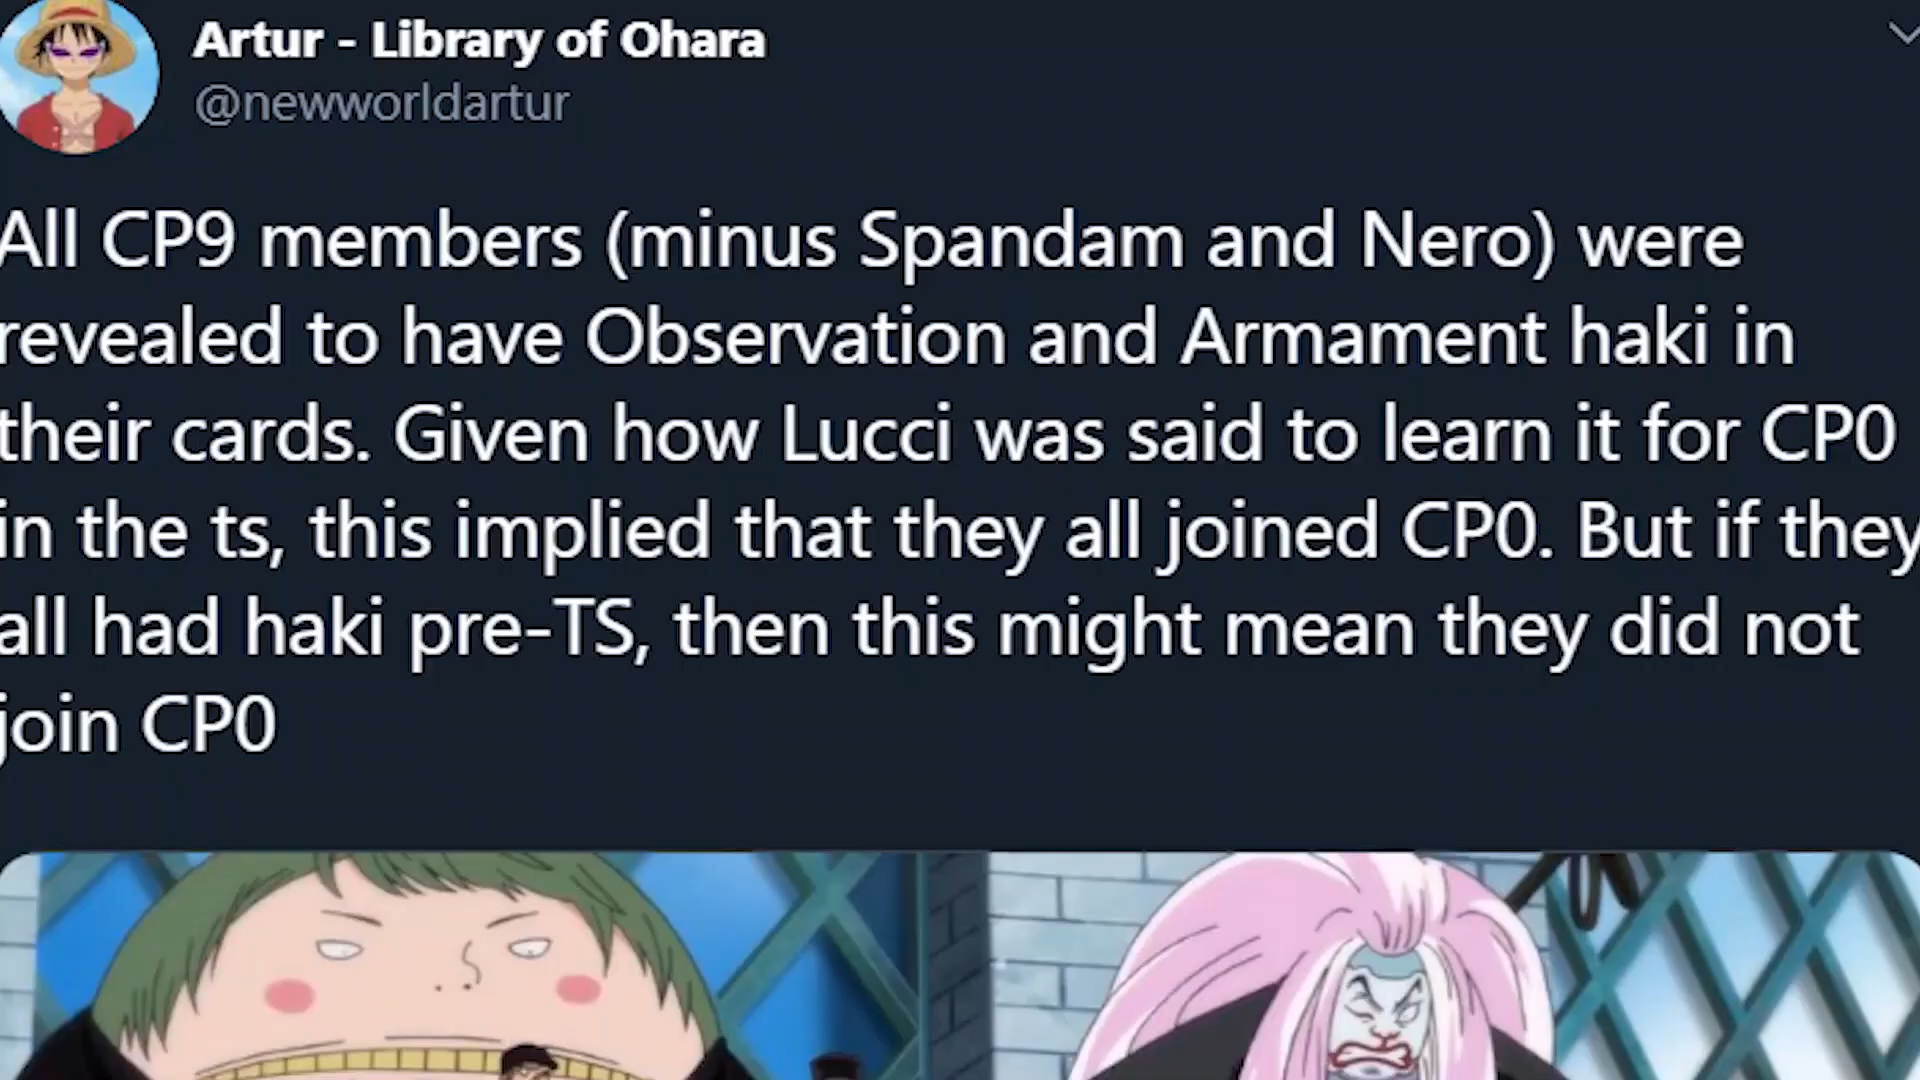 Artur - Library of Ohara
@newworldartur
All CP9 members (minus Spandam and Nero) were
revealed to have Observation and Armament haki in
their cards. Given how Lucci was said to learn it for CP0
in the ts, this implied that they all joined CP0. But if they
all had haki pre-TS, then this might mean they did not
join CP0